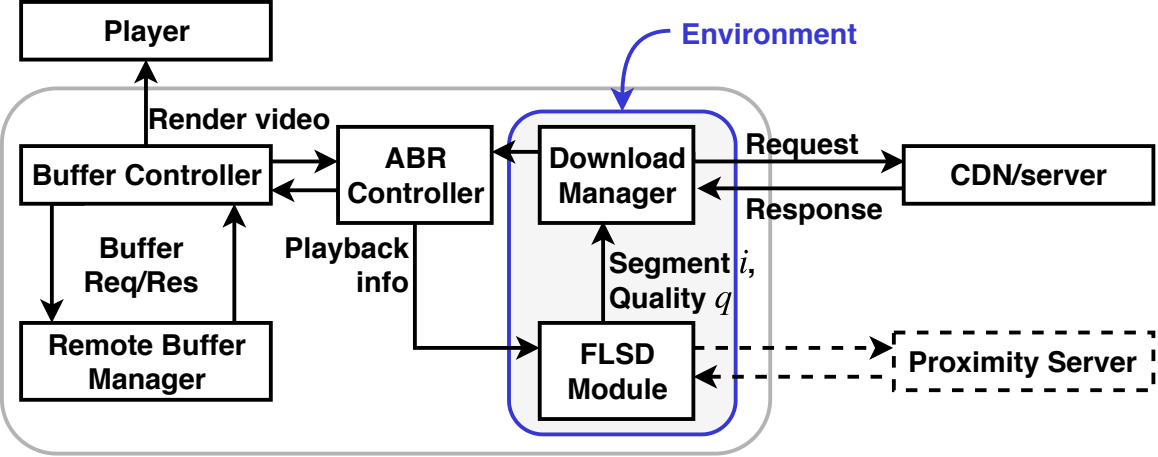 Player
Environment
Render video
Buffer Controller
ABR
Controller
Download
Manager
Request
Response
CDN/server
Buffer
Req/Res
Playback
info
Segment i,
Quality q
Remote Buffer
Manager
FLSD
Module
Proximity Server